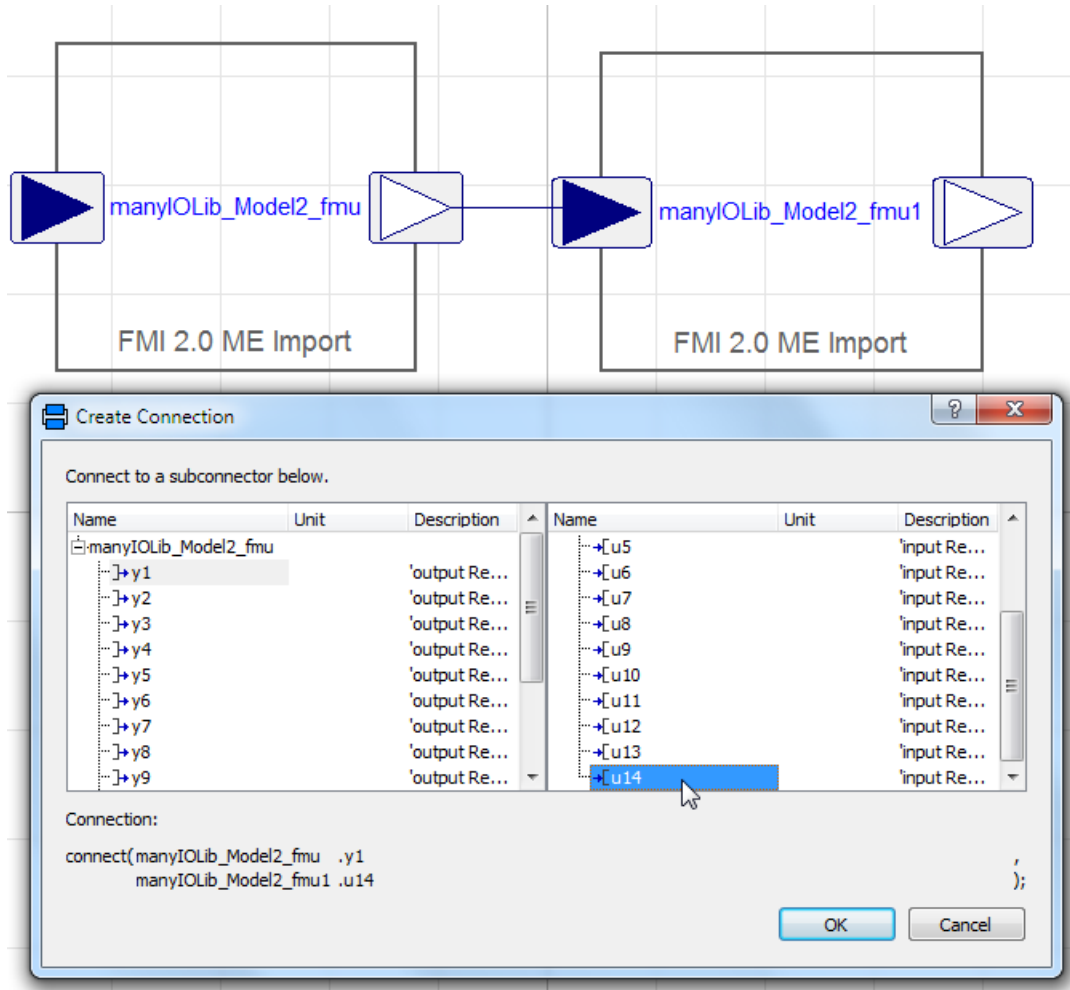 manyIOLib_Model2_fmu
manyIOLib_Model2_fmu1
FMI 2.0 ME Import
FMI 2.0 ME Import
Create Connection
Connect to a subconnector below.
Name Unit Description Name Unit Description
manyIOLib_Model2_fmu u5 'input Re...
y1 'output Re... u6 'input Re...
y2 'output Re... u7 'input Re...
y3 'output Re... u8 'input Re...
y4 'output Re... u9 'input Re...
y5 'output Re... u10 'input Re...
y6 'output Re... u11 'input Re...
y7 'output Re... u12 'input Re...
y8 'output Re... u13 'input Re...
y9 'output Re... u14 'input Re...
Connection:
connect(manyIOLib_Model2_fmu .y1 ,
manyIOLib_Model2_fmu1 .u14 );
OK Cancel